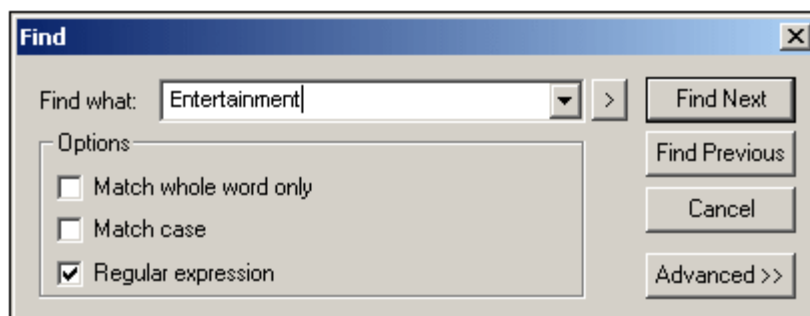 Find
Find what: Entertainment >
Find Next
Options
Find Previous
Match whole word only
Match case
Cancel
Regular expression
Advanced >>